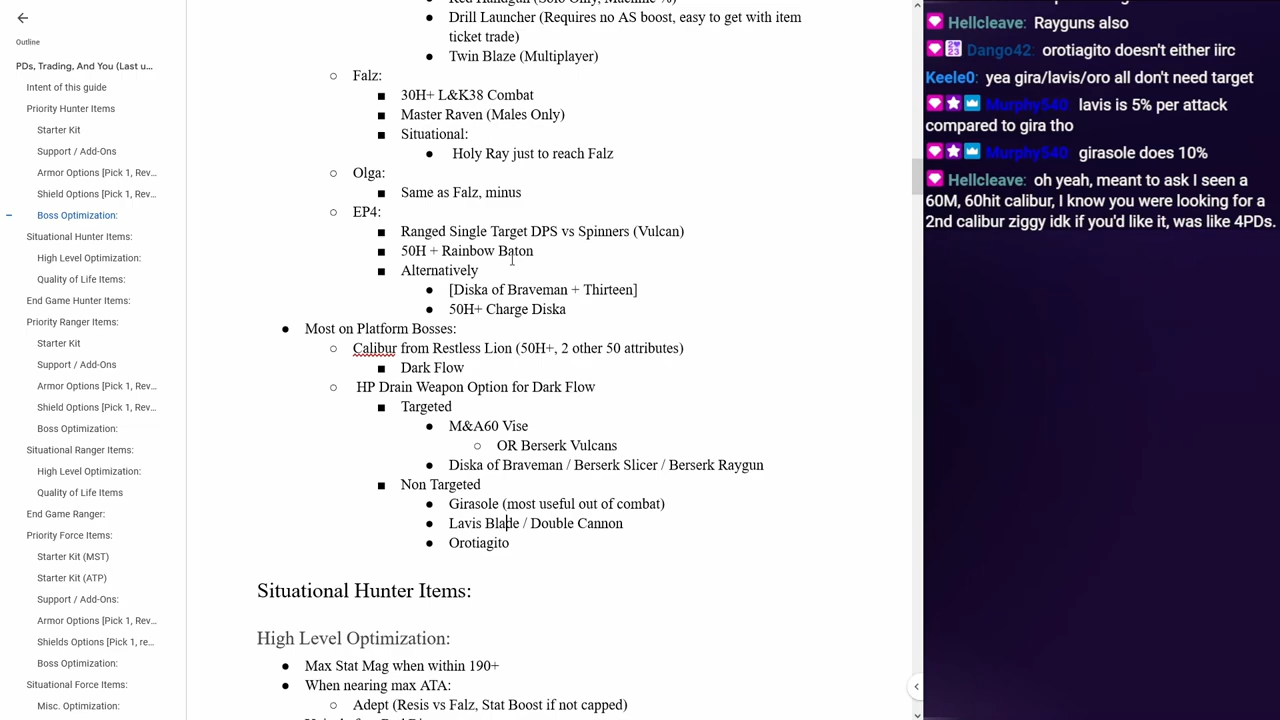 Outline
PDs, Trading, And You (Last u...
Intent of this guide
Priority Hunter Items
Starter Kit
Support / Add-Ons
Armor Options [Pick 1, Rev...
Shield Options [Pick 1, Rev...
Boss Optimization:
Situational Hunter Items:
High Level Optimization:
Quality of Life Items:
End Game Hunter Items:
Priority Ranger Items:
Starter Kit
Support / Add-Ons
Armor Options [Pick 1, Rev...
Shield Options [Pick 1, Rev...
Boss Optimization:
Situational Ranger Items:
High Level Optimization:
Quality of Life Items
End Game Ranger:
Priority Force Items:
Starter Kit (MST)
Starter Kit (ATP)
Support / Add-Ons:
Armor Options [Pick 1, Rev...
Shields Options [Pick 1, re...
Boss Optimization:
Situational Force Items:
Misc. Optimization:
Red Handgun (Solo Only, Machine %)
Drill Launcher (Requires no AS boost, easy to get with item
ticket trade)
Twin Blaze (Multiplayer)
Falz:
30H+ L&K38 Combat
Master Raven (Males Only)
Situational:
Holy Ray just to reach Falz
Olga:
Same as Falz, minus
EP4:
Ranged Single Target DPS vs Spinners (Vulcan)
50H + Rainbow Baton
Alternatively
[Diska of Braveman + Thirteen]
50H+ Charge Diska
Most on Platform Bosses:
Calibur from Restless Lion (50H+, 2 other 50 attributes)
Dark Flow
HP Drain Weapon Option for Dark Flow
Targeted
M&A60 Vise
OR Berserk Vulcans
Diska of Braveman / Berserk Slicer / Berserk Raygun
Non Targeted
Girasole (most useful out of combat)
Lavis Blade / Double Cannon
Orotiagito
Situational Hunter Items:
High Level Optimization:
Max Stat Mag when within 190+
When nearing max ATA:
Adept (Resis vs Falz, Stat Boost if not capped)
Hellcleave: Rayguns also
Dango42: orotiagito doesn't either iirc
Keele0: yea gira/lavis/oro all don't need target
Murphy540: lavis is 5% per attack
compared to gira tho
Murphy540: girasole does 10%
Hellcleave: oh yeah, meant to ask I seen a
60M, 60hit calibur, I know you were looking for a
2nd calibur ziggy idk if you'd like it, was like 4PDs.